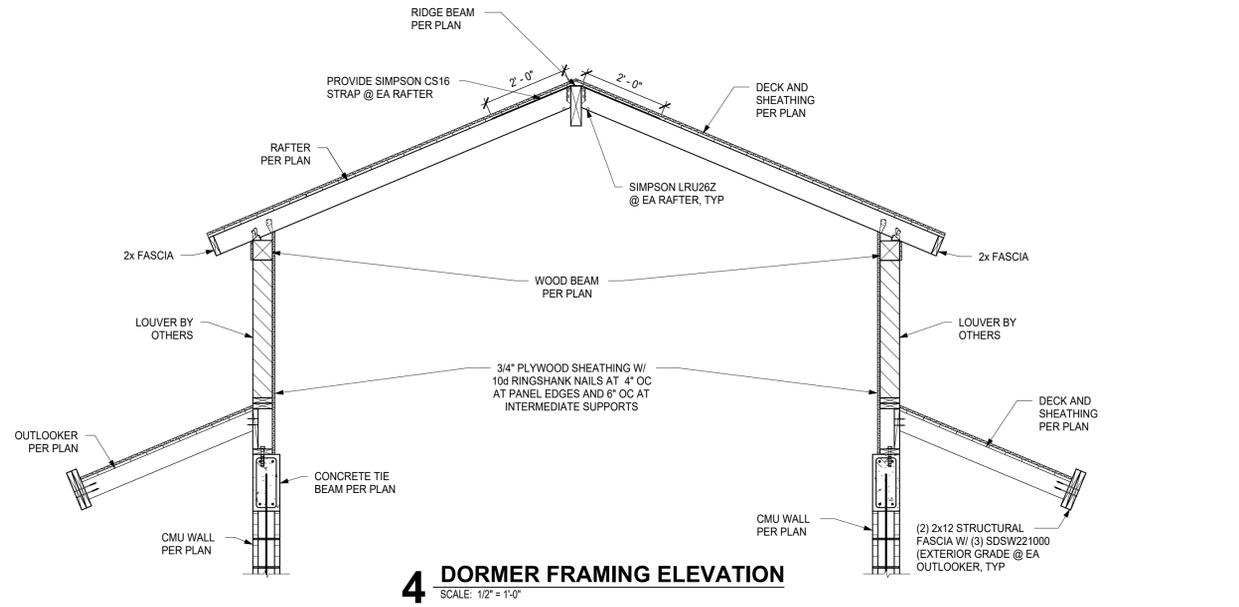 RIDGE BEAM
PER PLAN
PROVIDE SIMPSON CS16
STRAP @ EA RAFTER
2' - 0"
2' - 0"
DECK AND
SHEATHING
PER PLAN
RAFTER
PER PLAN
SIMPSON LRU26Z
@ EA RAFTER, TYP
2x FASCIA
2x FASCIA
WOOD BEAM
PER PLAN
LOUVER BY
OTHERS
LOUVER BY
OTHERS
3/4" PLYWOOD SHEATHING W/
10d RINGSHANK NAILS AT 4" OC
AT PANEL EDGES AND 6" OC AT
INTERMEDIATE SUPPORTS
DECK AND
SHEATHING
PER PLAN
OUTLOOKER
PER PLAN
CONCRETE TIE
BEAM PER PLAN
CMU WALL
PER PLAN
CMU WALL
PER PLAN
(2) 2x12 STRUCTURAL
FASCIA W/ (3) SDSW221000
(EXTERIOR GRADE @ EA
OUTLOOKER, TYP
4 DORMER FRAMING ELEVATION
SCALE: 1/2" = 1'-0"